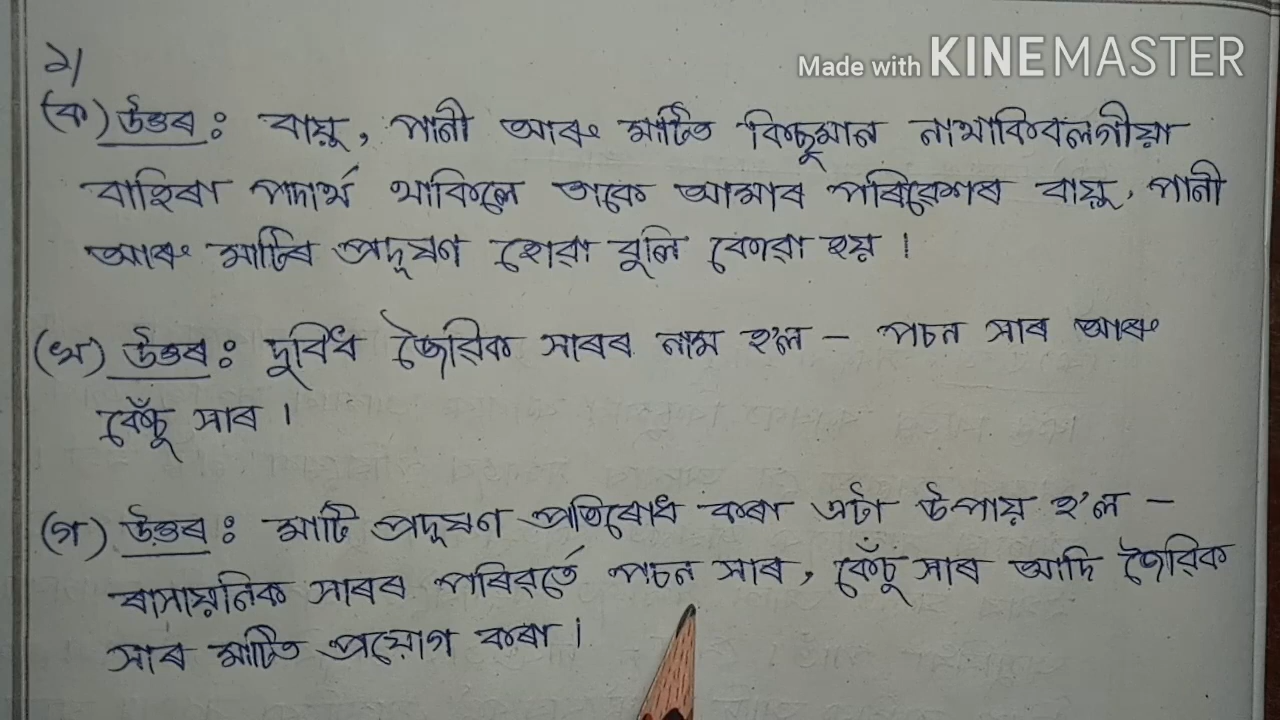 Made with KINEMASTER
১/
(ক) উত্তৰ : বায়ু, পানী আৰু মাটিত কিছুমান নালাগিবলগীয়া
বাহিৰা পদাৰ্থ থাকিলে তাকে আমাৰ পৰিৱেশৰ বায়ু, পানী
আৰু মাটিৰ প্ৰদূষণ হোৱা বুলি কোৱা হয় ।
(খ) উত্তৰ : দুবিধ জৈৱিক সাৰৰ নাম হ'ল – পচন সাৰ আৰু
কেঁচু সাৰ ।
(গ) উত্তৰ : মাটি প্ৰদূষণ প্ৰতিৰোধ কৰা এটা উপায় হ'ল –
ৰাসায়নিক সাৰৰ পৰিৱৰ্তে পচন সাৰ, কেঁচু সাৰ আদি জৈৱিক
সাৰ মাটিত প্ৰয়োগ কৰা ।